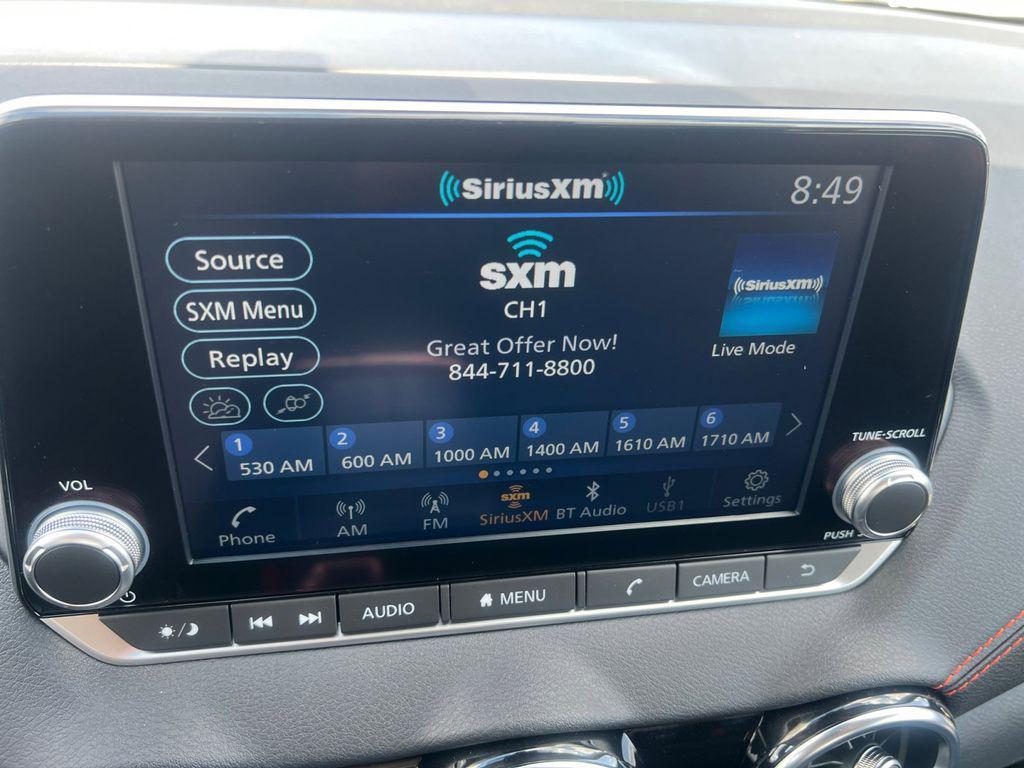 SiriusXM
8:49
Source
SXM Menu
Replay
sxm
CH1
Great Offer Now!
844-711-8800
SiriusXM
Live Mode
1 530 AM
2 600 AM
3 1000 AM
4 1400 AM
5 1610 AM
6 1710 AM
Phone
AM
FM
sxm
SiriusXM
BT Audio
USB1
Settings
VOL
TUNE·SCROLL
PUSH
AUDIO
MENU
CAMERA